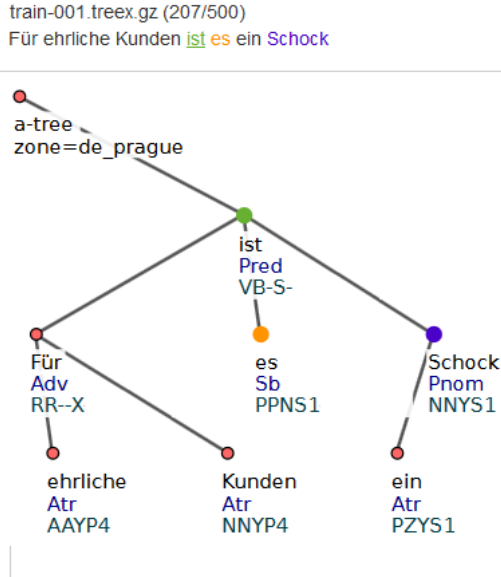 train-001.treex.gz (207/500)
Für ehrliche Kunden ist es ein Schock
a-tree
zone=de_prague
ist
Pred
VB-S-
Für
Adv
RR--X
es
Sb
PPNS1
Schock
Pnom
NNYS1
ehrliche
Atr
AAYP4
Kunden
Atr
NNYP4
ein
Atr
PZYS1